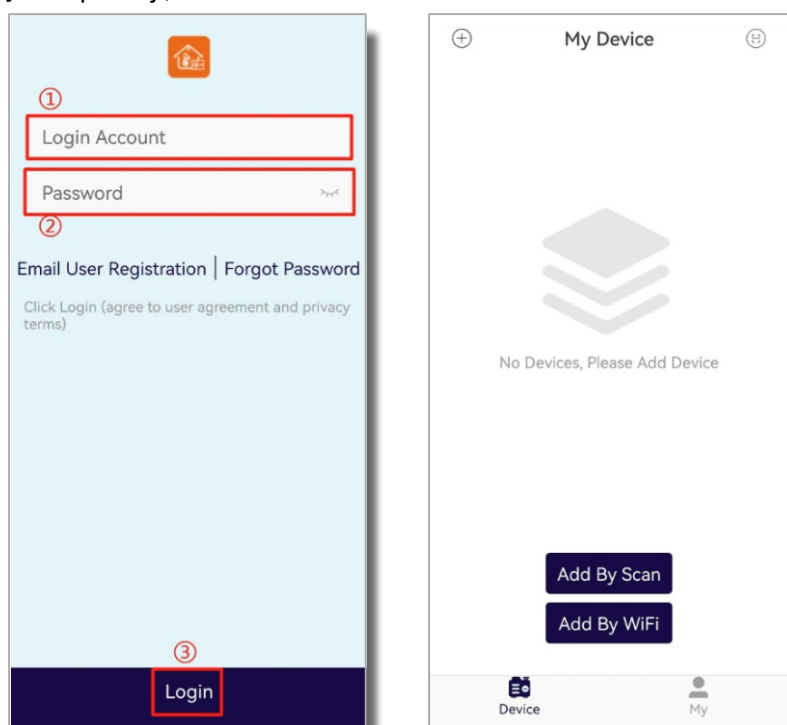 ①
Login Account
Password
②
Email User Registration | Forgot Password
Click Login (agree to user agreement and privacy
terms)
③
Login
My Device
No Devices, Please Add Device
Add By Scan
Add By WiFi
Device
My